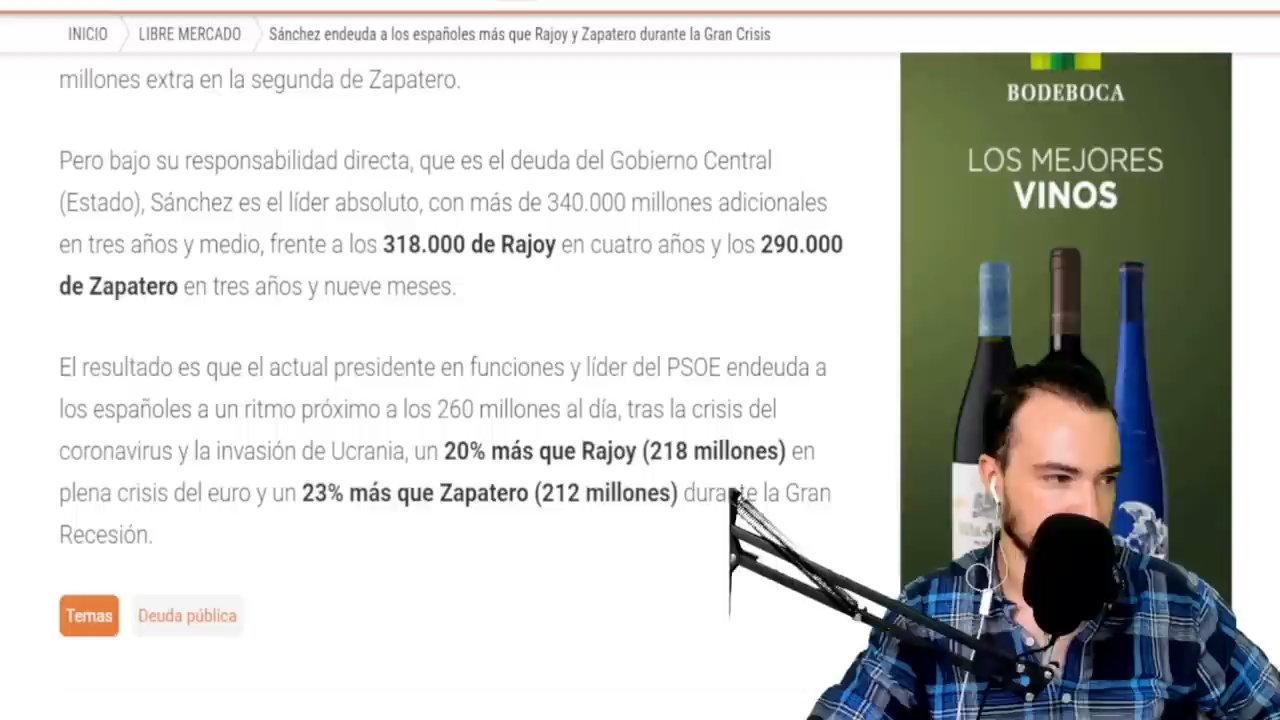 INICIO LIBRE MERCADO Sánchez endeuda a los españoles más que Rajoy y Zapatero durante la Gran Crisis
millones extra en la segunda de Zapatero.
Pero bajo su responsabilidad directa, que es el deuda del Gobierno Central
(Estado), Sánchez es el líder absoluto, con más de 340.000 millones adicionales
en tres años y medio, frente a los 318.000 de Rajoy en cuatro años y los 290.000
de Zapatero en tres años y nueve meses.
El resultado es que el actual presidente en funciones y líder del PSOE endeuda a
los españoles a un ritmo próximo a los 260 millones al día, tras la crisis del
coronavirus y la invasión de Ucrania, un 20% más que Rajoy (218 millones) en
plena crisis del euro y un 23% más que Zapatero (212 millones) durante la Gran
Recesión.
Temas Deuda pública
BODEBOCA
LOS MEJORES
VINOS